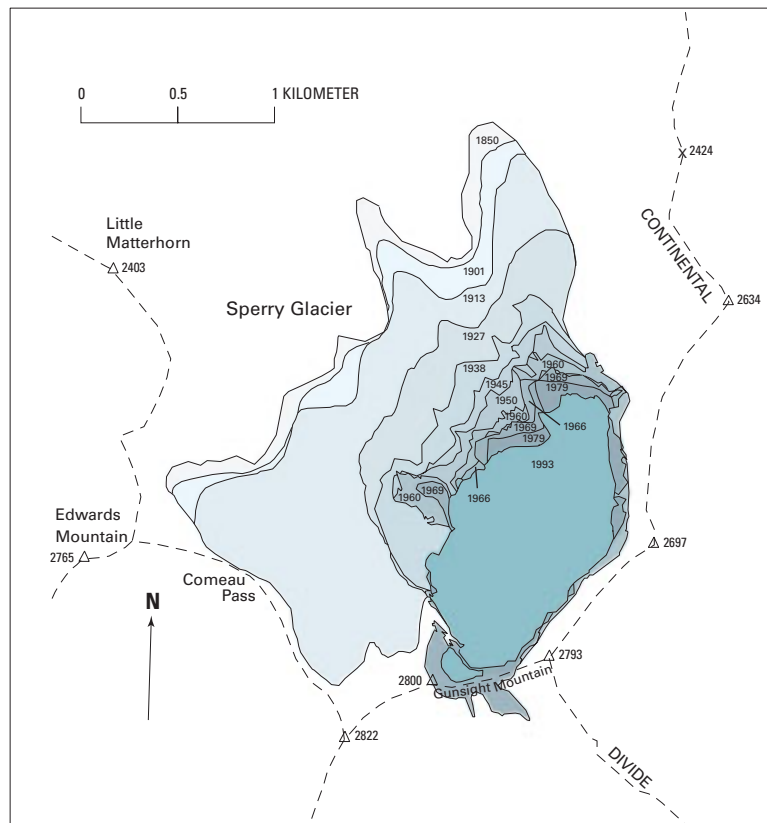 0 0.5 1 KILOMETER
1850
2424
CONTINENTAL
Little
Matterhorn
2403
1901
2634
1913
Sperry Glacier
1927
1938
1960
1945
1969
1979
1950
1960
1969
1966
1979
1993
1960
1969
1966
Edwards
Mountain
2765
2697
Comeau
Pass
N
2793
2800
Gunsight Mountain
2822
DIVIDE